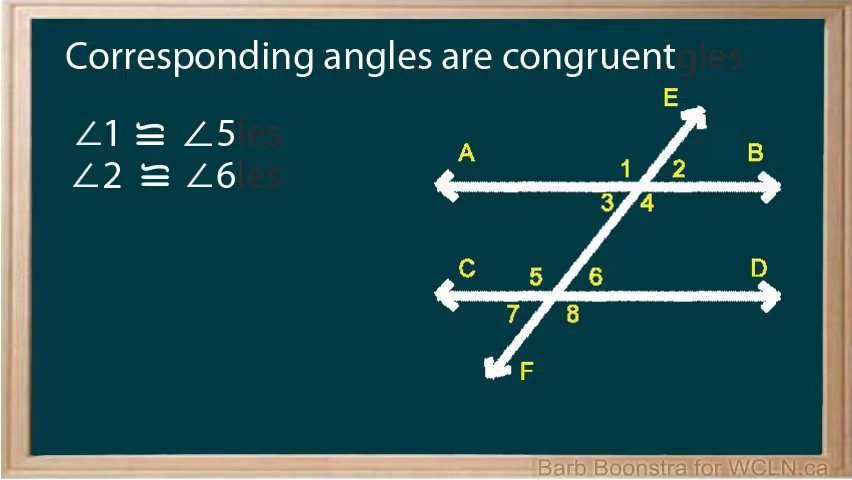 Corresponding angles are congruent
∠1 ≌ ∠5
∠2 ≌ ∠6
E
A
B
1 2
3 4
C
D
5 6
7 8
F
Barb Boonstra for WCLN.ca